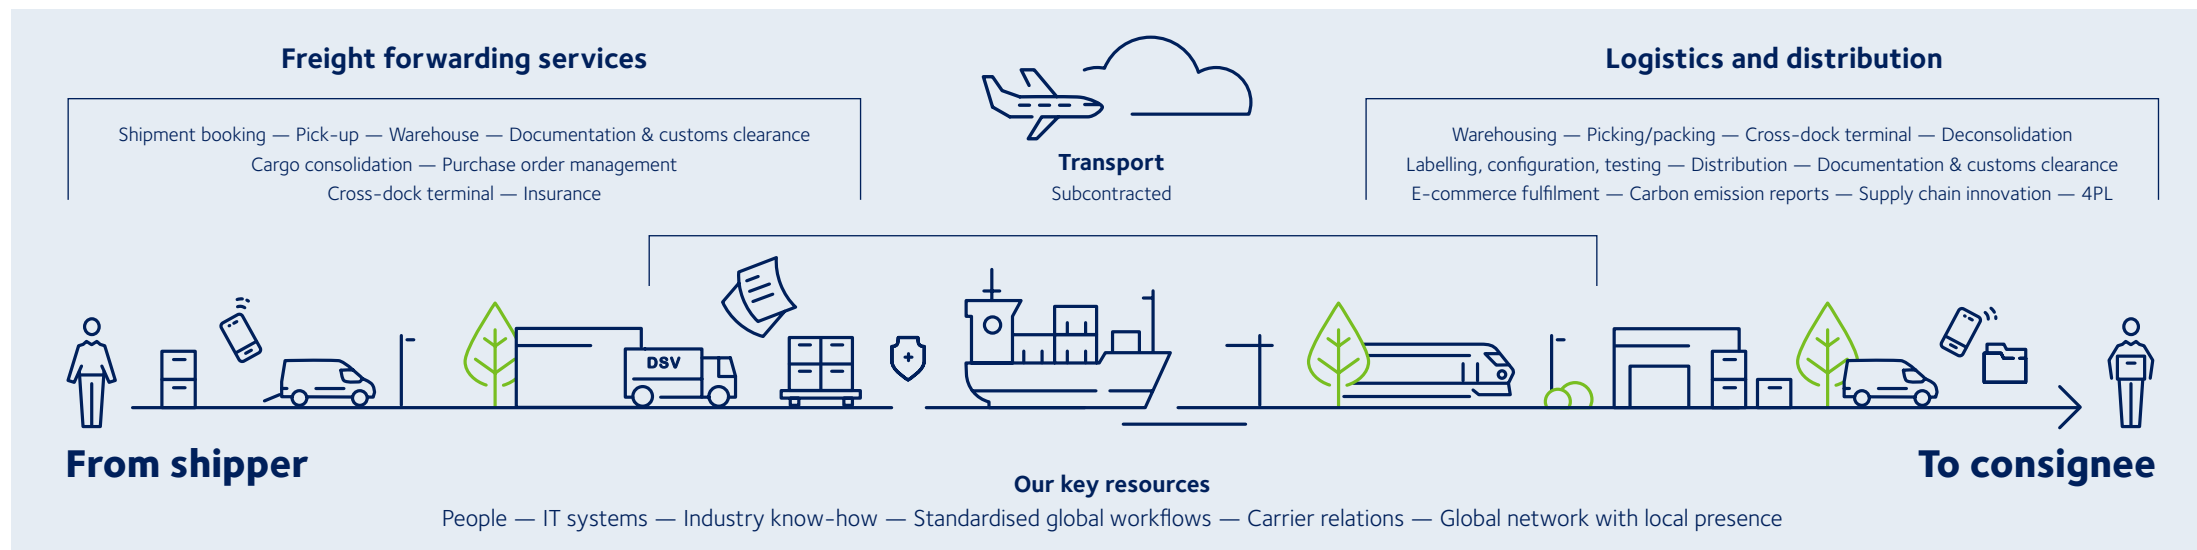 Freight forwarding services
Shipment booking — Pick-up — Warehouse — Documentation & customs clearance
Cargo consolidation — Purchase order management
Cross-dock terminal — Insurance
Transport
Subcontracted
Logistics and distribution
Warehousing — Picking/packing — Cross-dock terminal — Deconsolidation
Labelling, configuration, testing — Distribution — Documentation & customs clearance
E-commerce fulfilment — Carbon emission reports — Supply chain innovation — 4PL
DSV
From shipper
To consignee
Our key resources
People — IT systems — Industry know-how — Standardised global workflows — Carrier relations — Global network with local presence